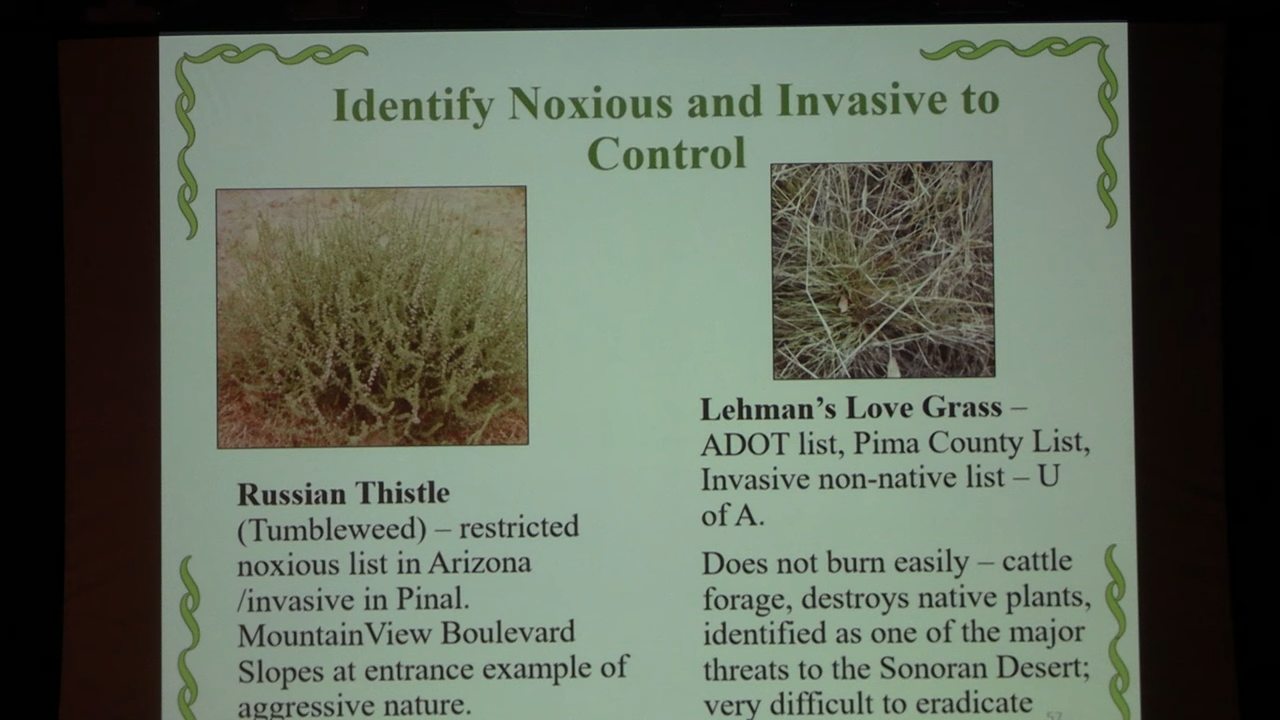 Identify Noxious and Invasive to
Control
Russian Thistle
(Tumbleweed) – restricted
noxious list in Arizona
/invasive in Pinal.
MountainView Boulevard
Slopes at entrance example of
aggressive nature.
Lehman’s Love Grass –
ADOT list, Pima County List,
Invasive non-native list – U
of A.
Does not burn easily – cattle
forage, destroys native plants,
identified as one of the major
threats to the Sonoran Desert;
very difficult to eradicate
57